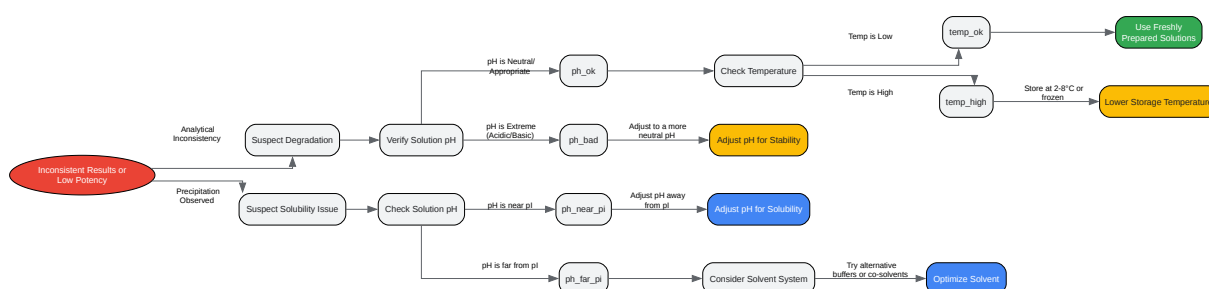 Use Freshly
Prepared Solutions
temp_ok
Temp is Low
pH is Neutral/
Appropriate
ph_ok
Check Temperature
Temp is High
temp_high
Store at 2-8°C or
frozen
Lower Storage Temperature
Analytical
Inconsistency
Suspect Degradation
Verify Solution pH
pH is Extreme
(Acidic/Basic)
ph_bad
Adjust to a more
neutral pH
Adjust pH for Stability
Inconsistent Results or
Low Potency
Precipitation
Observed
Suspect Solubility Issue
Check Solution pH
pH is near pI
ph_near_pi
Adjust pH away
from pI
Adjust pH for Solubility
pH is far from pI
ph_far_pi
Consider Solvent System
Try alternative
buffers or co-solvents
Optimize Solvent